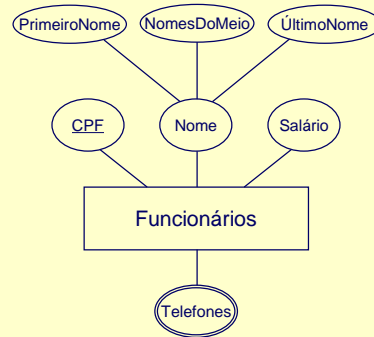 PrimeiroNome
NomesDoMeio
ÚltimoNome
CPF
Nome
Salário
Funcionários
Telefones